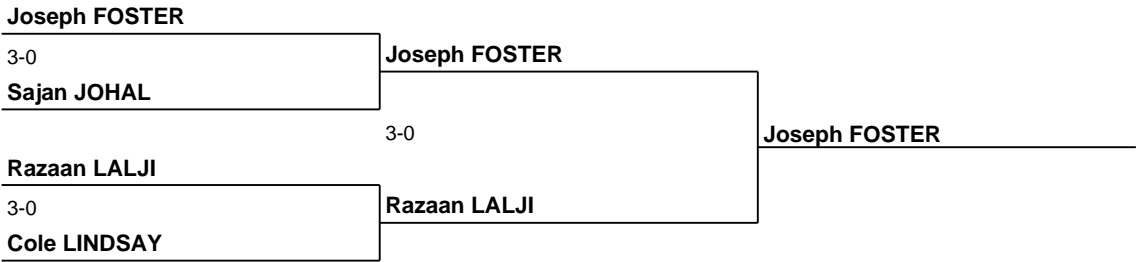 Joseph FOSTER
3-0
Joseph FOSTER
Sajan JOHAL
3-0
Joseph FOSTER
Razaan LALJI
3-0
Razaan LALJI
Cole LINDSAY